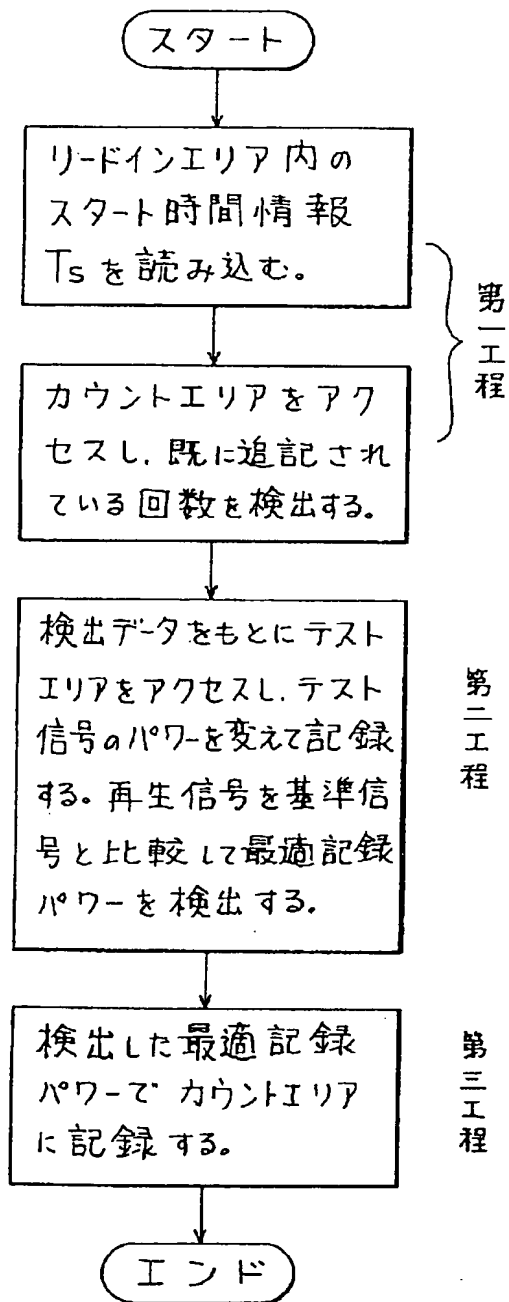 スタート
リードインエリア内の
スタート時間情報
Tsを読み込む。
カウントエリアをアク
セスし、既に追記され
ている回数を検出する。
第一工程
検出データをもとにテスト
エリアをアクセスし、テスト
信号のパワーを変えて記録
する。再生信号を基準信
号と比較して最適記録
パワーを検出する。
第二工程
検出した最適記録
パワーでカウントエリア
に記録する。
第三工程
エンド